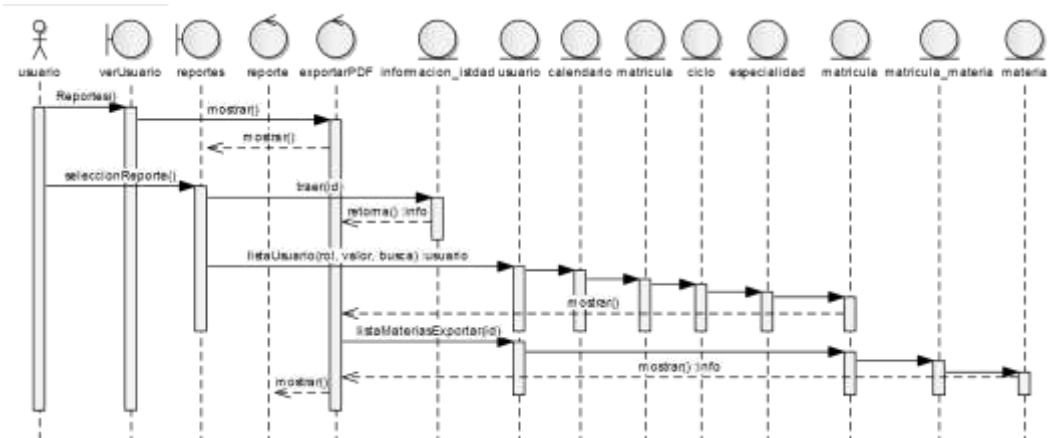 usuario verUsuario reportes reporte exportarPDF informacion_istdad usuario calendario matricula ciclo especialidad matricula matricula_materia materia
Reportes()
mostrar()
mostrar()
seleccionReporte()
traer(id)
retorna() :info
listaUsuario(rol, valor, busca) :usuario
mostrar()
listaMateriasExportar(id)
mostrar() :info
mostrar()